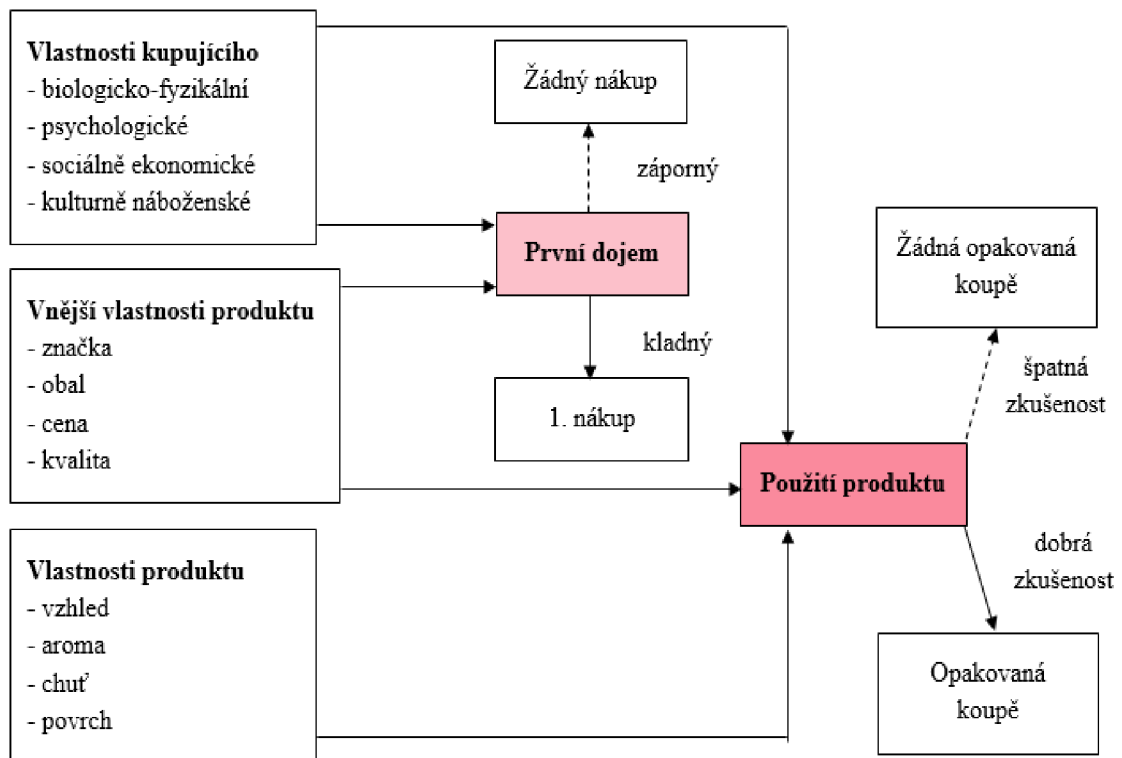 Vlastnosti kupujícího
- biologicko-fyzikální
- psychologické
- sociálně ekonomické
- kulturně náboženské
Vnější vlastnosti produktu
- značka
- obal
- cena
- kvalita
Vlastnosti produktu
- vzhled
- aroma
- chuť
- povrch
Žádný nákup
záporný
První dojem
kladný
1. nákup
Použití produktu
Žádná opakovaná
koupě
špatná
zkušenost
dobrá
zkušenost
Opakovaná
koupě